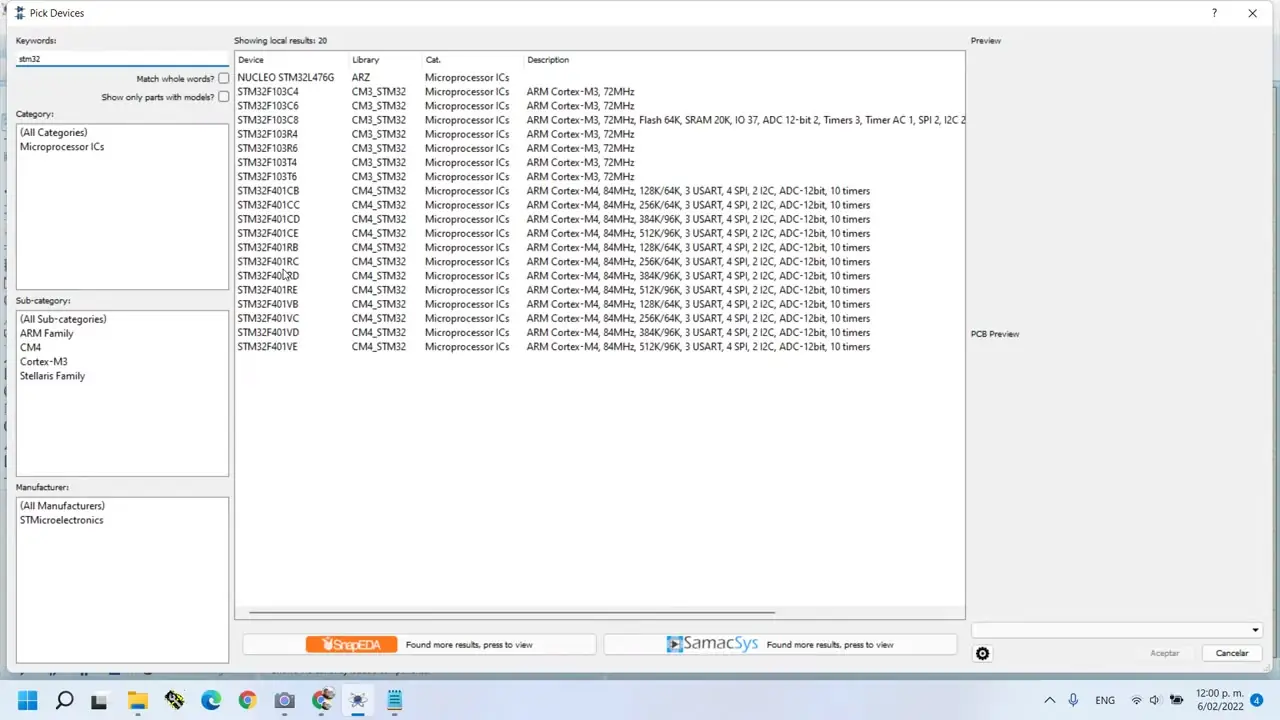 Pick Devices
?
Keywords:
stm32
Match whole words?
Show only parts with models?
Category:
(All Categories)
Microprocessor ICs
Sub-category:
(All Sub-categories)
ARM Family
CM4
Cortex-M3
Stellaris Family
Manufacturer:
(All Manufacturers)
STMicroelectronics
Showing local results: 20
Device Library Cat. Description
NUCLEO STM32L476G ARZ Microprocessor ICs
STM32F103C4 CM3_STM32 Microprocessor ICs ARM Cortex-M3, 72MHz
STM32F103C6 CM3_STM32 Microprocessor ICs ARM Cortex-M3, 72MHz
STM32F103C8 CM3_STM32 Microprocessor ICs ARM Cortex-M3, 72MHz, Flash 64K, SRAM 20K, IO 37, ADC 12-bit 2, Timers 3, Timer AC 1, SPI 2, I2C 2
STM32F103R4 CM3_STM32 Microprocessor ICs ARM Cortex-M3, 72MHz
STM32F103R6 CM3_STM32 Microprocessor ICs ARM Cortex-M3, 72MHz
STM32F103T4 CM3_STM32 Microprocessor ICs ARM Cortex-M3, 72MHz
STM32F103T6 CM3_STM32 Microprocessor ICs ARM Cortex-M3, 72MHz
STM32F401CB CM4_STM32 Microprocessor ICs ARM Cortex-M4, 84MHz, 128K/64K, 3 USART, 4 SPI, 2 I2C, ADC-12bit, 10 timers
STM32F401CC CM4_STM32 Microprocessor ICs ARM Cortex-M4, 84MHz, 256K/64K, 3 USART, 4 SPI, 2 I2C, ADC-12bit, 10 timers
STM32F401CD CM4_STM32 Microprocessor ICs ARM Cortex-M4, 84MHz, 384K/96K, 3 USART, 4 SPI, 2 I2C, ADC-12bit, 10 timers
STM32F401CE CM4_STM32 Microprocessor ICs ARM Cortex-M4, 84MHz, 512K/96K, 3 USART, 4 SPI, 2 I2C, ADC-12bit, 10 timers
STM32F401RB CM4_STM32 Microprocessor ICs ARM Cortex-M4, 84MHz, 128K/64K, 3 USART, 4 SPI, 2 I2C, ADC-12bit, 10 timers
STM32F401RC CM4_STM32 Microprocessor ICs ARM Cortex-M4, 84MHz, 256K/64K, 3 USART, 4 SPI, 2 I2C, ADC-12bit, 10 timers
STM32F401RD CM4_STM32 Microprocessor ICs ARM Cortex-M4, 84MHz, 384K/96K, 3 USART, 4 SPI, 2 I2C, ADC-12bit, 10 timers
STM32F401RE CM4_STM32 Microprocessor ICs ARM Cortex-M4, 84MHz, 512K/96K, 3 USART, 4 SPI, 2 I2C, ADC-12bit, 10 timers
STM32F401VB CM4_STM32 Microprocessor ICs ARM Cortex-M4, 84MHz, 128K/64K, 3 USART, 4 SPI, 2 I2C, ADC-12bit, 10 timers
STM32F401VC CM4_STM32 Microprocessor ICs ARM Cortex-M4, 84MHz, 256K/64K, 3 USART, 4 SPI, 2 I2C, ADC-12bit, 10 timers
STM32F401VD CM4_STM32 Microprocessor ICs ARM Cortex-M4, 84MHz, 384K/96K, 3 USART, 4 SPI, 2 I2C, ADC-12bit, 10 timers
STM32F401VE CM4_STM32 Microprocessor ICs ARM Cortex-M4, 84MHz, 512K/96K, 3 USART, 4 SPI, 2 I2C, ADC-12bit, 10 timers
SnapEDA Found more results, press to view
SamacSys Found more results, press to view
Preview
PCB Preview
Aceptar Cancelar
ENG
12:00 p. m.
6/02/2022
4